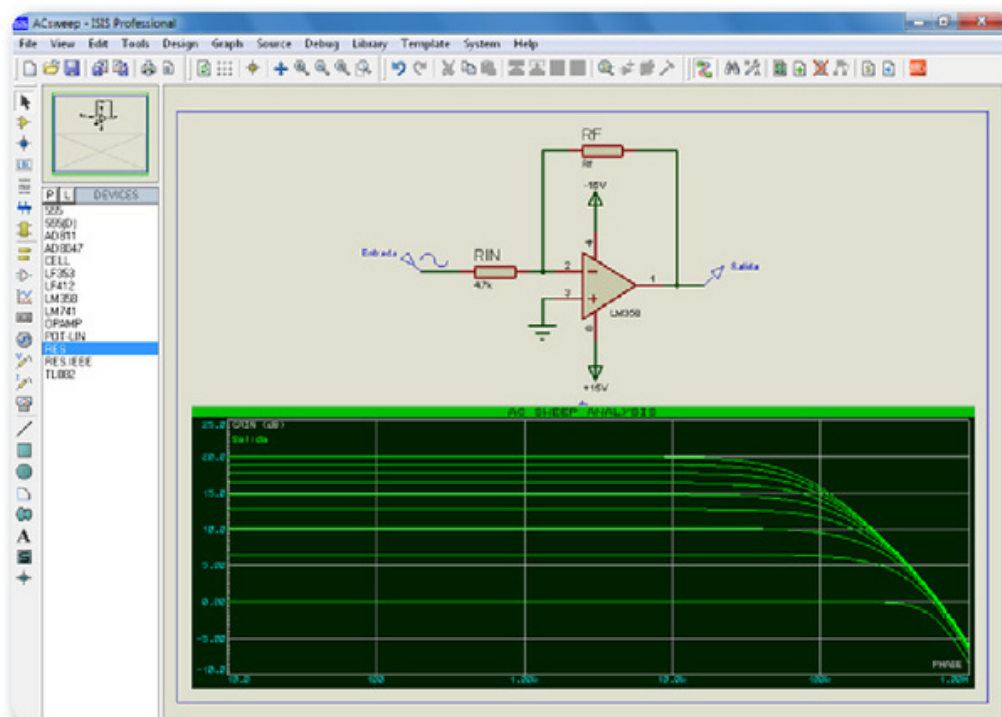 ACsweep - ISIS Professional
File View Edit Tools Design Graph Source Debug Library Template System Help
P L DEVICES
555
555(D)
AD811
AD8047
CELL
LF353
LF412
LM358
LM741
OPAMP
POT-LIN
RES
RES.IEEE
TL082
RF
Rf
-15V
4
Entrada
RIN
47k
2
3
1
Salida
LM358
8
+15V
AC SWEEP ANALYSIS
25.0 GAIN (dB)
Salida
20.0
15.0
10.0
5.00
0.00
-5.00
-10.0
PHASE
10.0 100 1.00k 10.0k 100k 1.00M
A
S